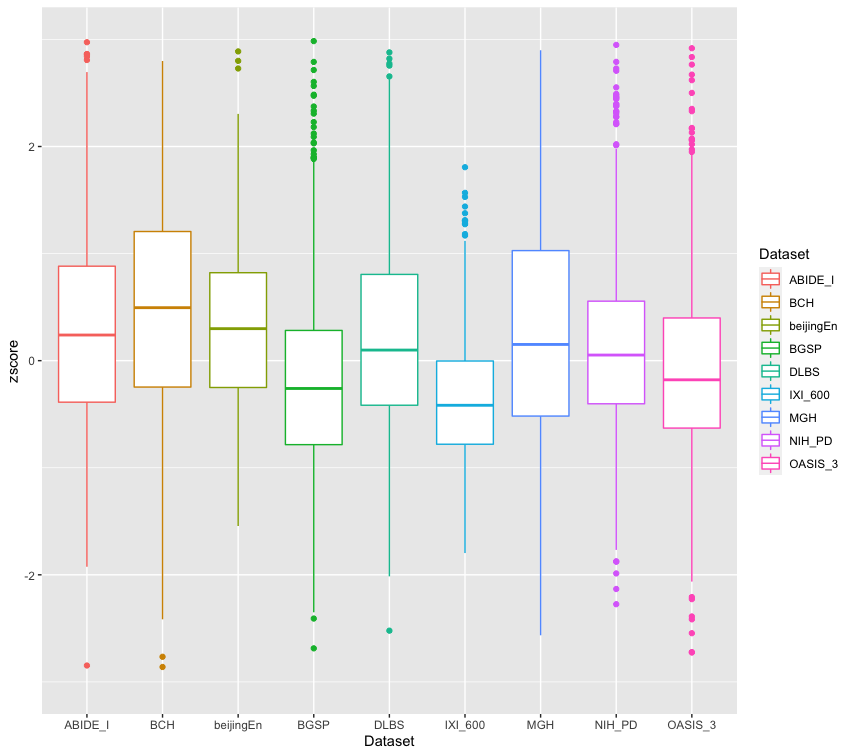 zscore
2
0
-2
ABIDE_I BCH beijingEn BGSP DLBS IXI_600 MGH NIH_PD OASIS_3
Dataset
Dataset
ABIDE_I
BCH
beijingEn
BGSP
DLBS
IXI_600
MGH
NIH_PD
OASIS_3